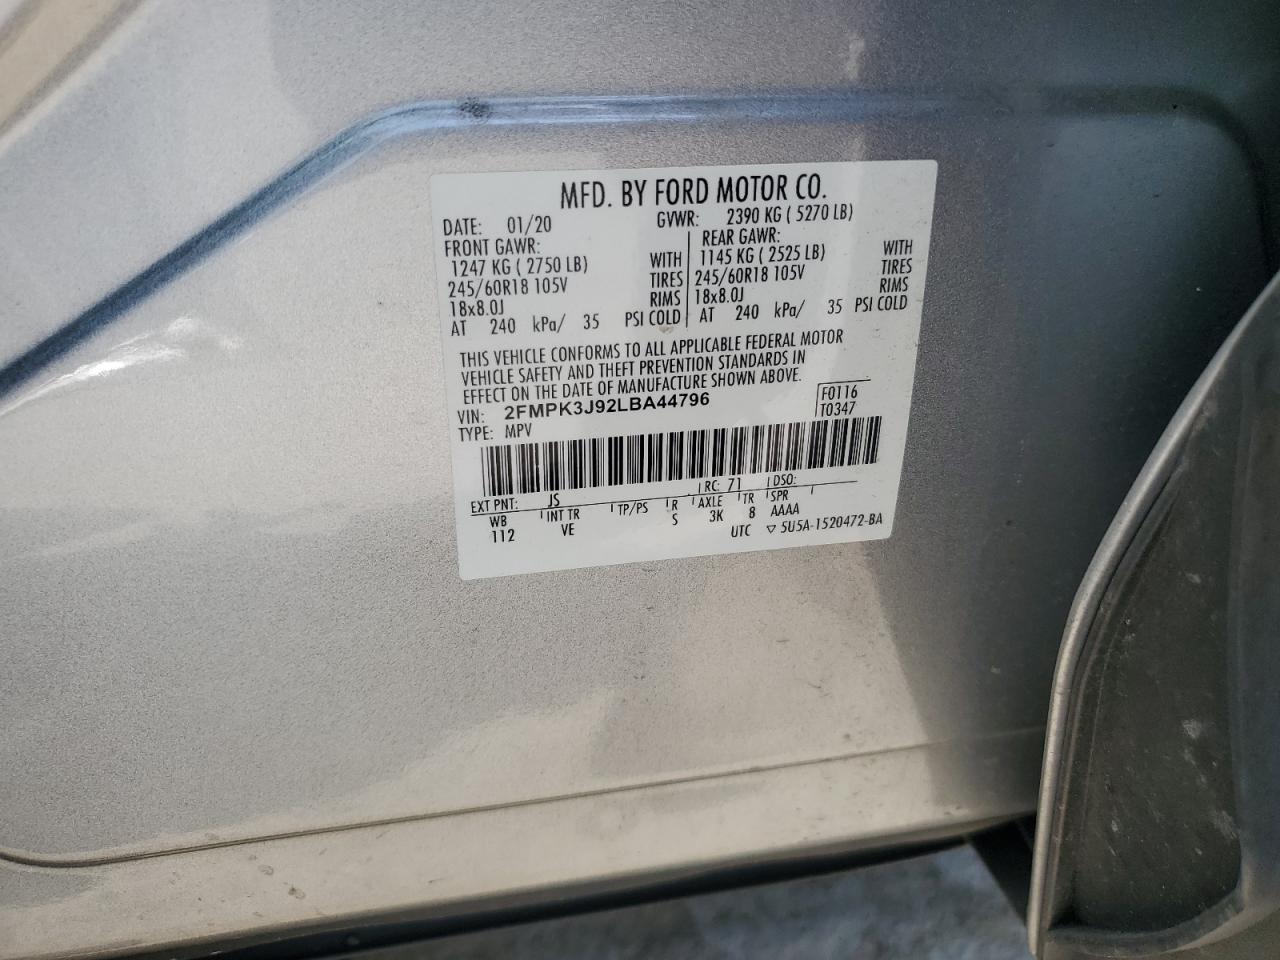 MFD. BY FORD MOTOR CO.
DATE: 01/20 GVWR: 2390 KG ( 5270 LB)
FRONT GAWR: REAR GAWR:
1247 KG ( 2750 LB) WITH 1145 KG ( 2525 LB) WITH
245/60R18 105V TIRES 245/60R18 105V TIRES
18x8.0J RIMS 18x8.0J RIMS
AT 240 kPa/ 35 PSI COLD AT 240 kPa/ 35 PSI COLD
THIS VEHICLE CONFORMS TO ALL APPLICABLE FEDERAL MOTOR
VEHICLE SAFETY AND THEFT PREVENTION STANDARDS IN
EFFECT ON THE DATE OF MANUFACTURE SHOWN ABOVE.
VIN: 2FMPK3J92LBA44796 F0116
TYPE: MPV T0347
EXT PNT: JS RC: 71 DSO:
WB INT TR TP/PS R AXLE TR SPR
112 VE S 3K 8 AAAA
UTC ▽ 5U5A-1520472-BA